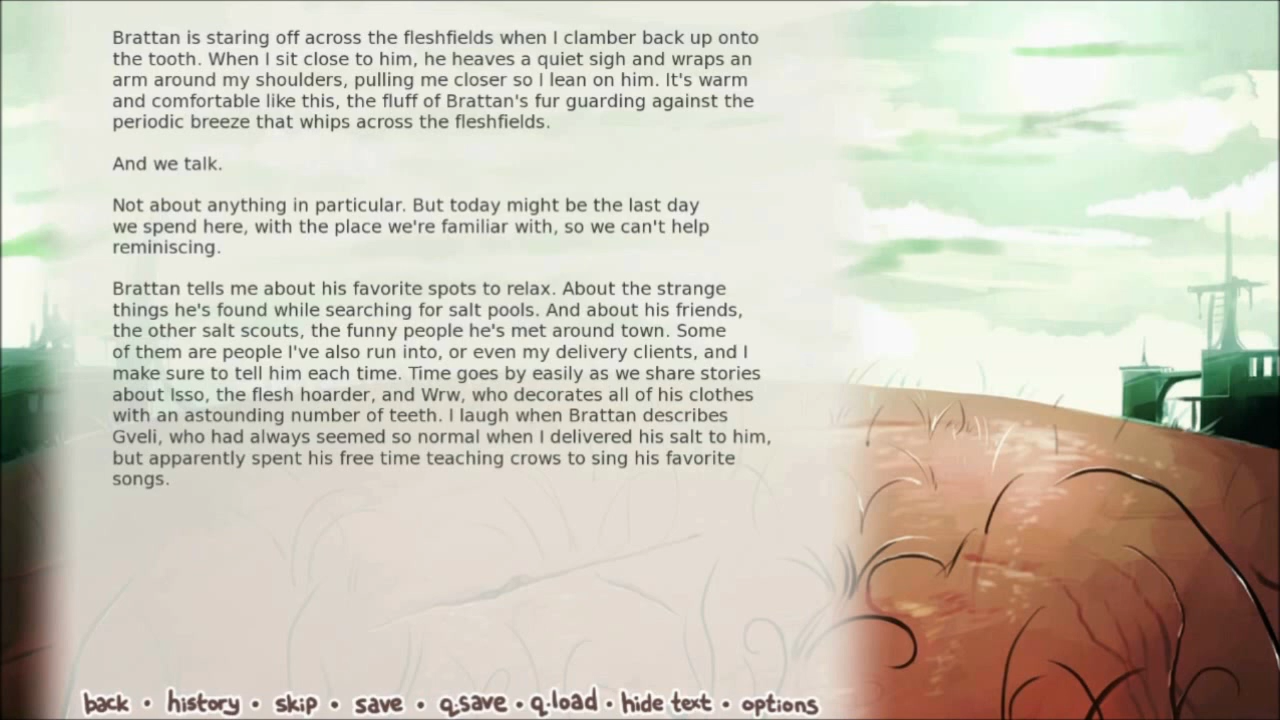 Brattan is staring off across the fleshfields when I clamber back up onto
the tooth. When I sit close to him, he heaves a quiet sigh and wraps an
arm around my shoulders, pulling me closer so I lean on him. It's warm
and comfortable like this, the fluff of Brattan's fur guarding against the
periodic breeze that whips across the fleshfields.
And we talk.
Not about anything in particular. But today might be the last day
we spend here, with the place we're familiar with, so we can't help
reminiscing.
Brattan tells me about his favorite spots to relax. About the strange
things he's found while searching for salt pools. And about his friends,
the other salt scouts, the funny people he's met around town. Some
of them are people I've also run into, or even my delivery clients, and I
make sure to tell him each time. Time goes by easily as we share stories
about Isso, the flesh hoarder, and Wrw, who decorates all of his clothes
with an astounding number of teeth. I laugh when Brattan describes
Gveli, who had always seemed so normal when I delivered his salt to him,
but apparently spent his free time teaching crows to sing his favorite
songs.
back • history • skip • save • q.save • q.load • hide text • options